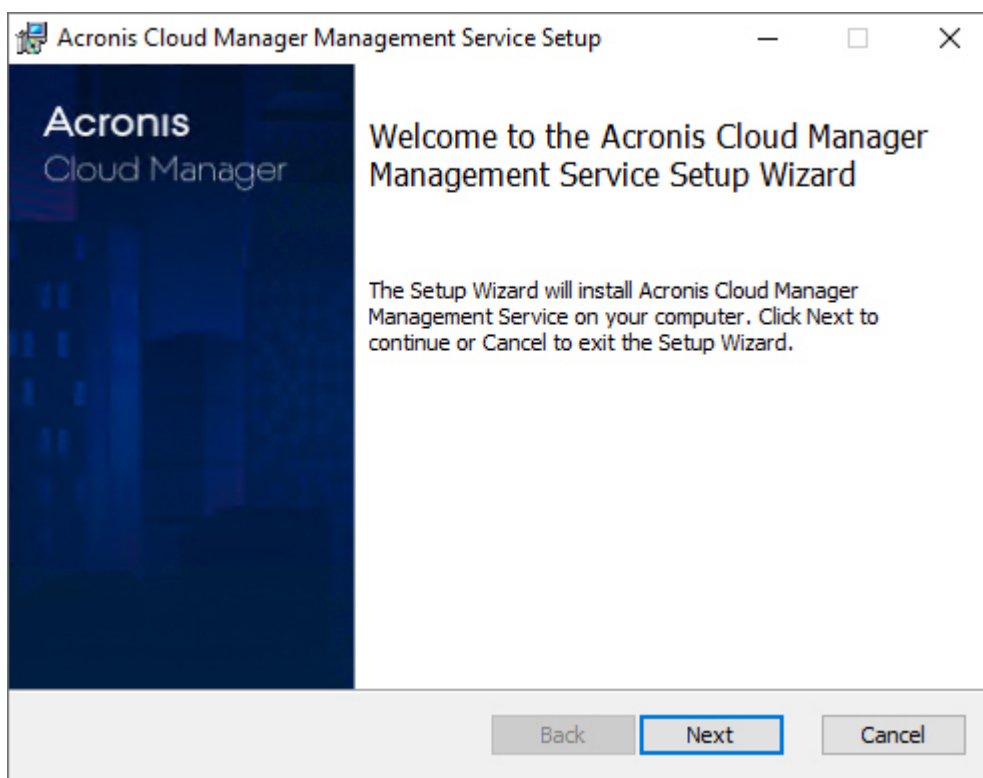 Acronis Cloud Manager Management Service Setup
Acronis
Cloud Manager
Welcome to the Acronis Cloud Manager
Management Service Setup Wizard
The Setup Wizard will install Acronis Cloud Manager
Management Service on your computer. Click Next to
continue or Cancel to exit the Setup Wizard.
Back Next Cancel